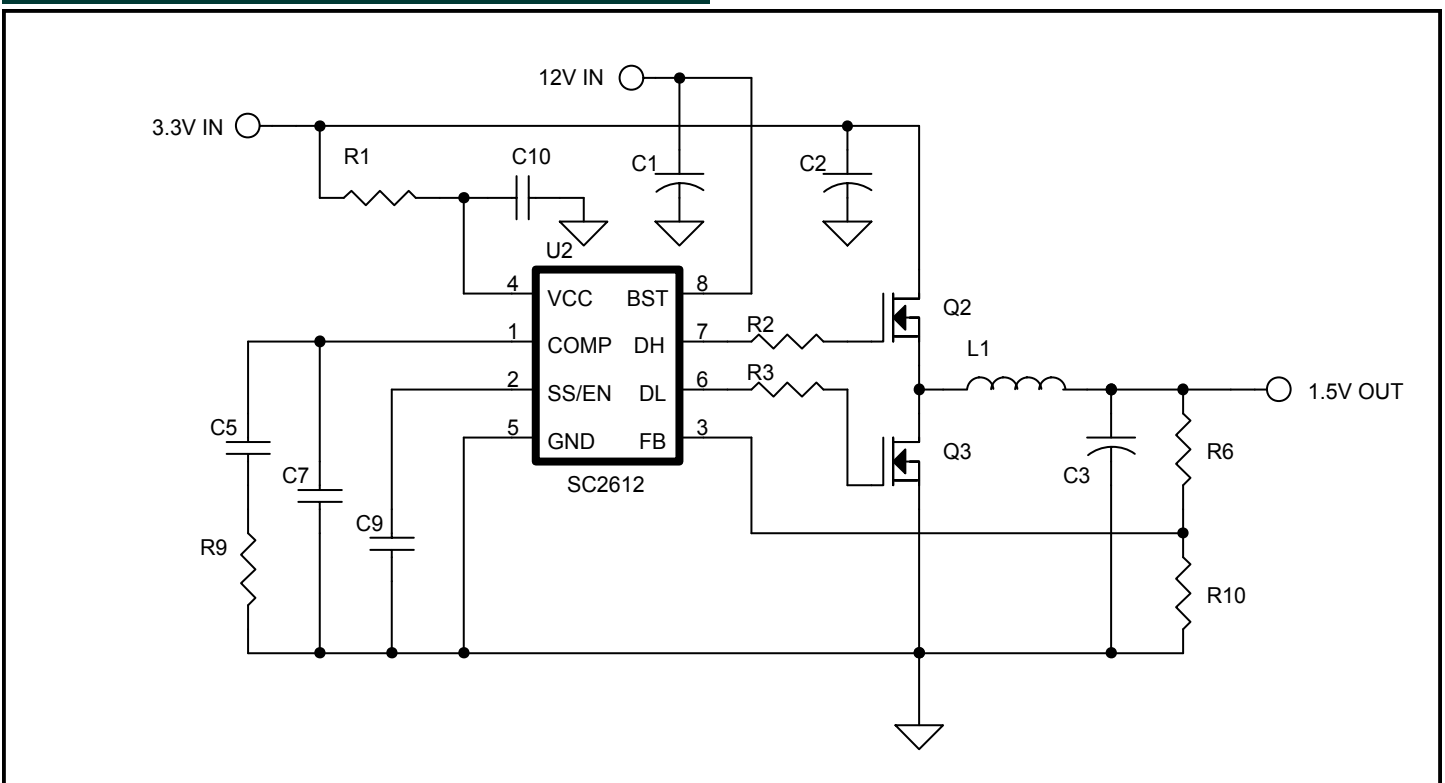 12V IN
3.3V IN
R1
C10
C1
C2
U2
4
VCC
BST
8
Q2
1
COMP
DH
7
R2
L1
2
SS/EN
DL
6
R3
1.5V OUT
5
GND
FB
3
Q3
C5
C7
C3
R6
SC2612
C9
R9
R10